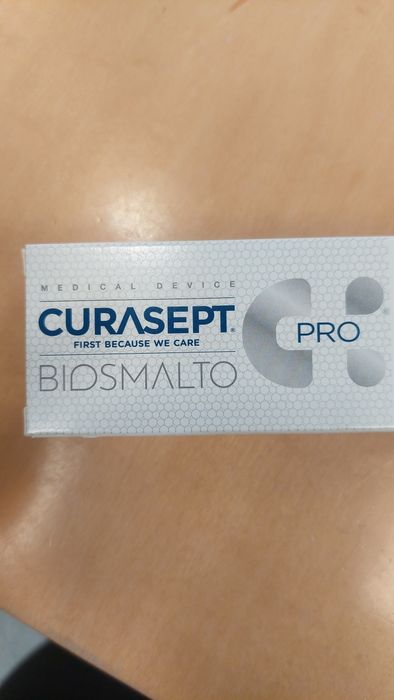 MEDICAL DEVICE
CURASEPT®
FIRST BECAUSE WE CARE
BIOSMALTO
PRO